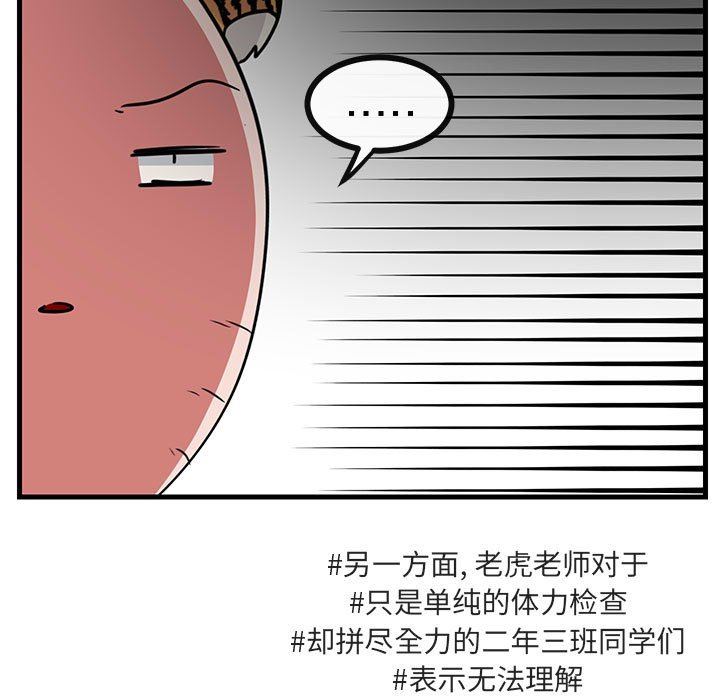 .....
#另一方面, 老虎老师对于
#只是单纯的体力检查
#却拼尽全力的二年三班同学们
#表示无法理解